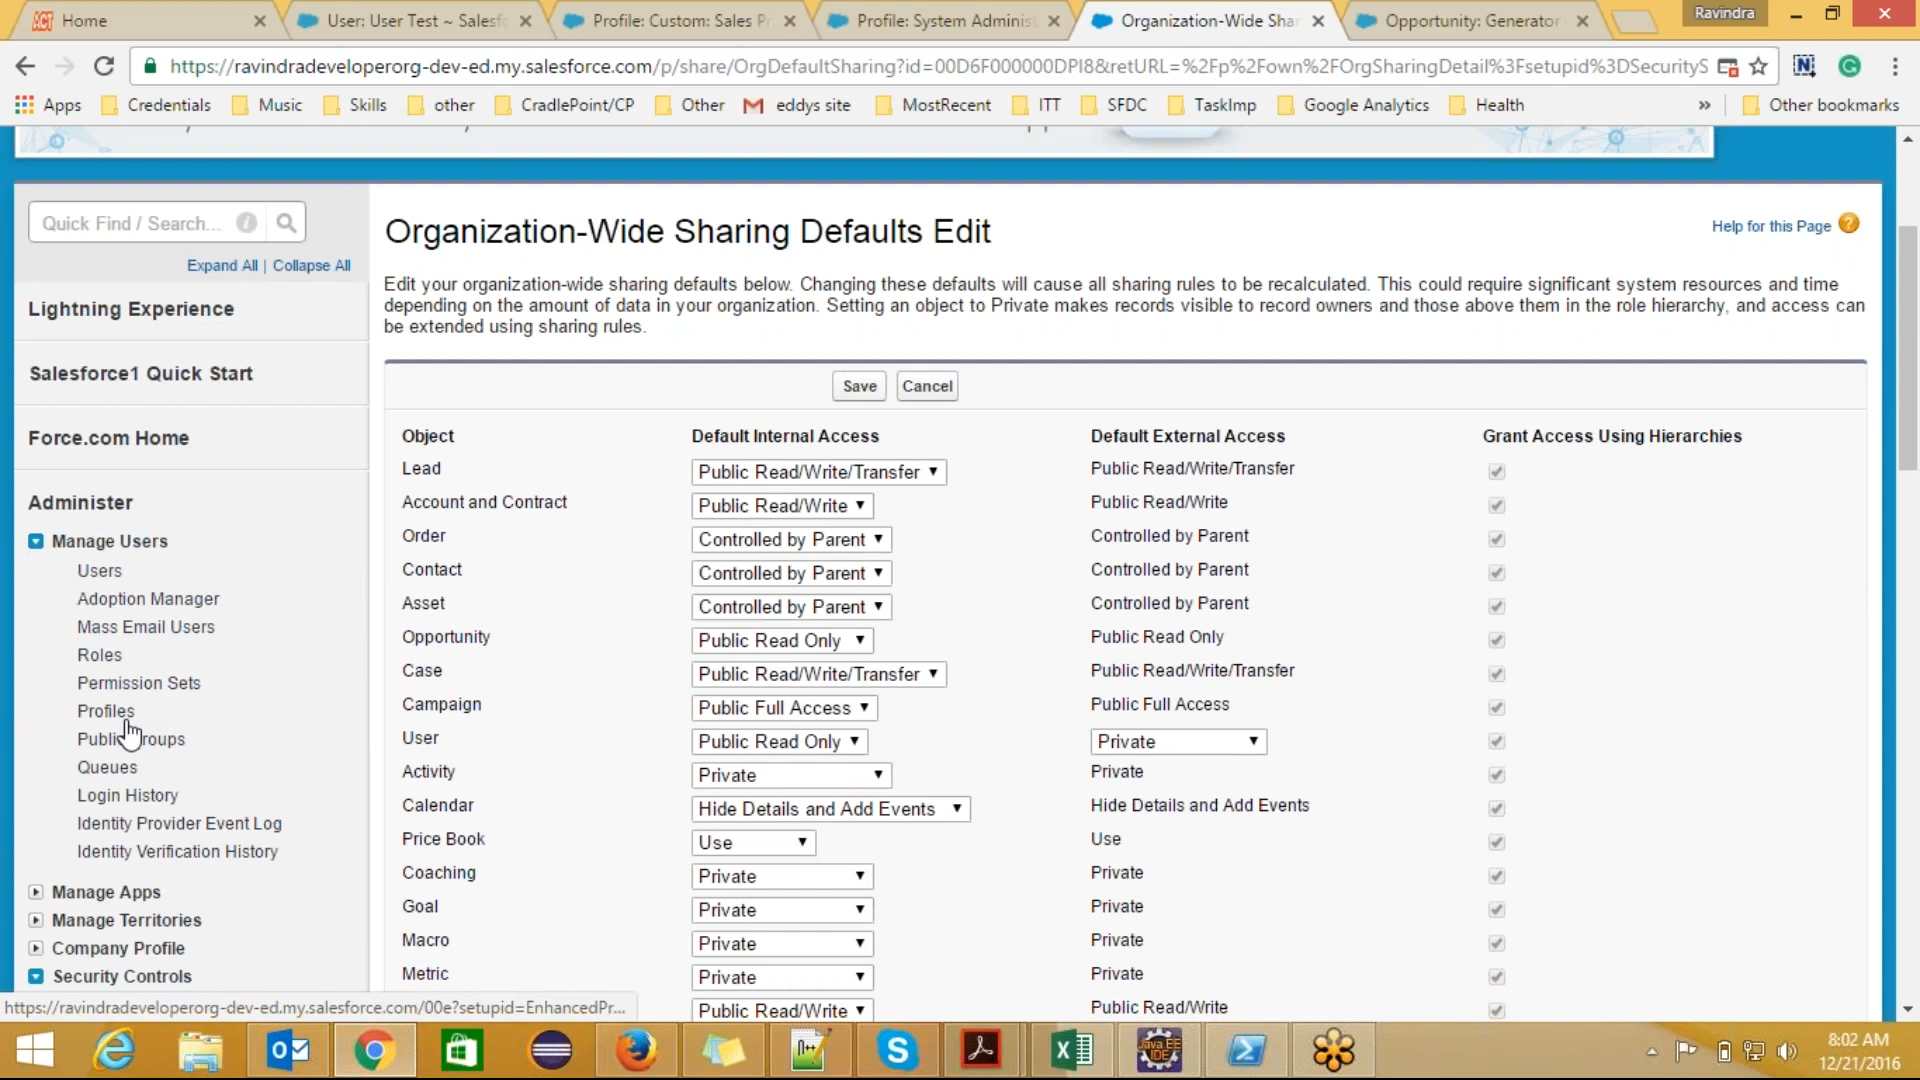 Home
User: User Test ~ Salesf
Profile: Custom: Sales P
Profile: System Adminis
Organization-Wide Shar
Opportunity: Generator
Ravindra
https://ravindradeveloperorg-dev-ed.my.salesforce.com/p/share/OrgDefaultSharing?id=00D6F000000DPI8&retURL=%2Fp%2Fown%2FOrgSharingDetail%3Fsetupid%3DSecurityS
Apps
Credentials
Music
Skills
other
CradlePoint/CP
Other
eddys site
MostRecent
ITT
SFDC
TaskImp
Google Analytics
Health
»
Other bookmarks
Quick Find / Search...
Expand All | Collapse All
Lightning Experience
Salesforce1 Quick Start
Force.com Home
Administer
Manage Users
Users
Adoption Manager
Mass Email Users
Roles
Permission Sets
Profiles
Public Groups
Queues
Login History
Identity Provider Event Log
Identity Verification History
Manage Apps
Manage Territories
Company Profile
Security Controls
Organization-Wide Sharing Defaults Edit
Help for this Page
Edit your organization-wide sharing defaults below. Changing these defaults will cause all sharing rules to be recalculated. This could require significant system resources and time
depending on the amount of data in your organization. Setting an object to Private makes records visible to record owners and those above them in the role hierarchy, and access can
be extended using sharing rules.
Save Cancel
Object Default Internal Access Default External Access Grant Access Using Hierarchies
Lead Public Read/Write/Transfer Public Read/Write/Transfer
Account and Contract Public Read/Write Public Read/Write
Order Controlled by Parent Controlled by Parent
Contact Controlled by Parent Controlled by Parent
Asset Controlled by Parent Controlled by Parent
Opportunity Public Read Only Public Read Only
Case Public Read/Write/Transfer Public Read/Write/Transfer
Campaign Public Full Access Public Full Access
User Public Read Only Private
Activity Private Private
Calendar Hide Details and Add Events Hide Details and Add Events
Price Book Use Use
Coaching Private Private
Goal Private Private
Macro Private Private
Metric Private Private
Public Read/Write Public Read/Write
https://ravindradeveloperorg-dev-ed.my.salesforce.com/00e?setupid=EnhancedPr...
8:02 AM
12/21/2016